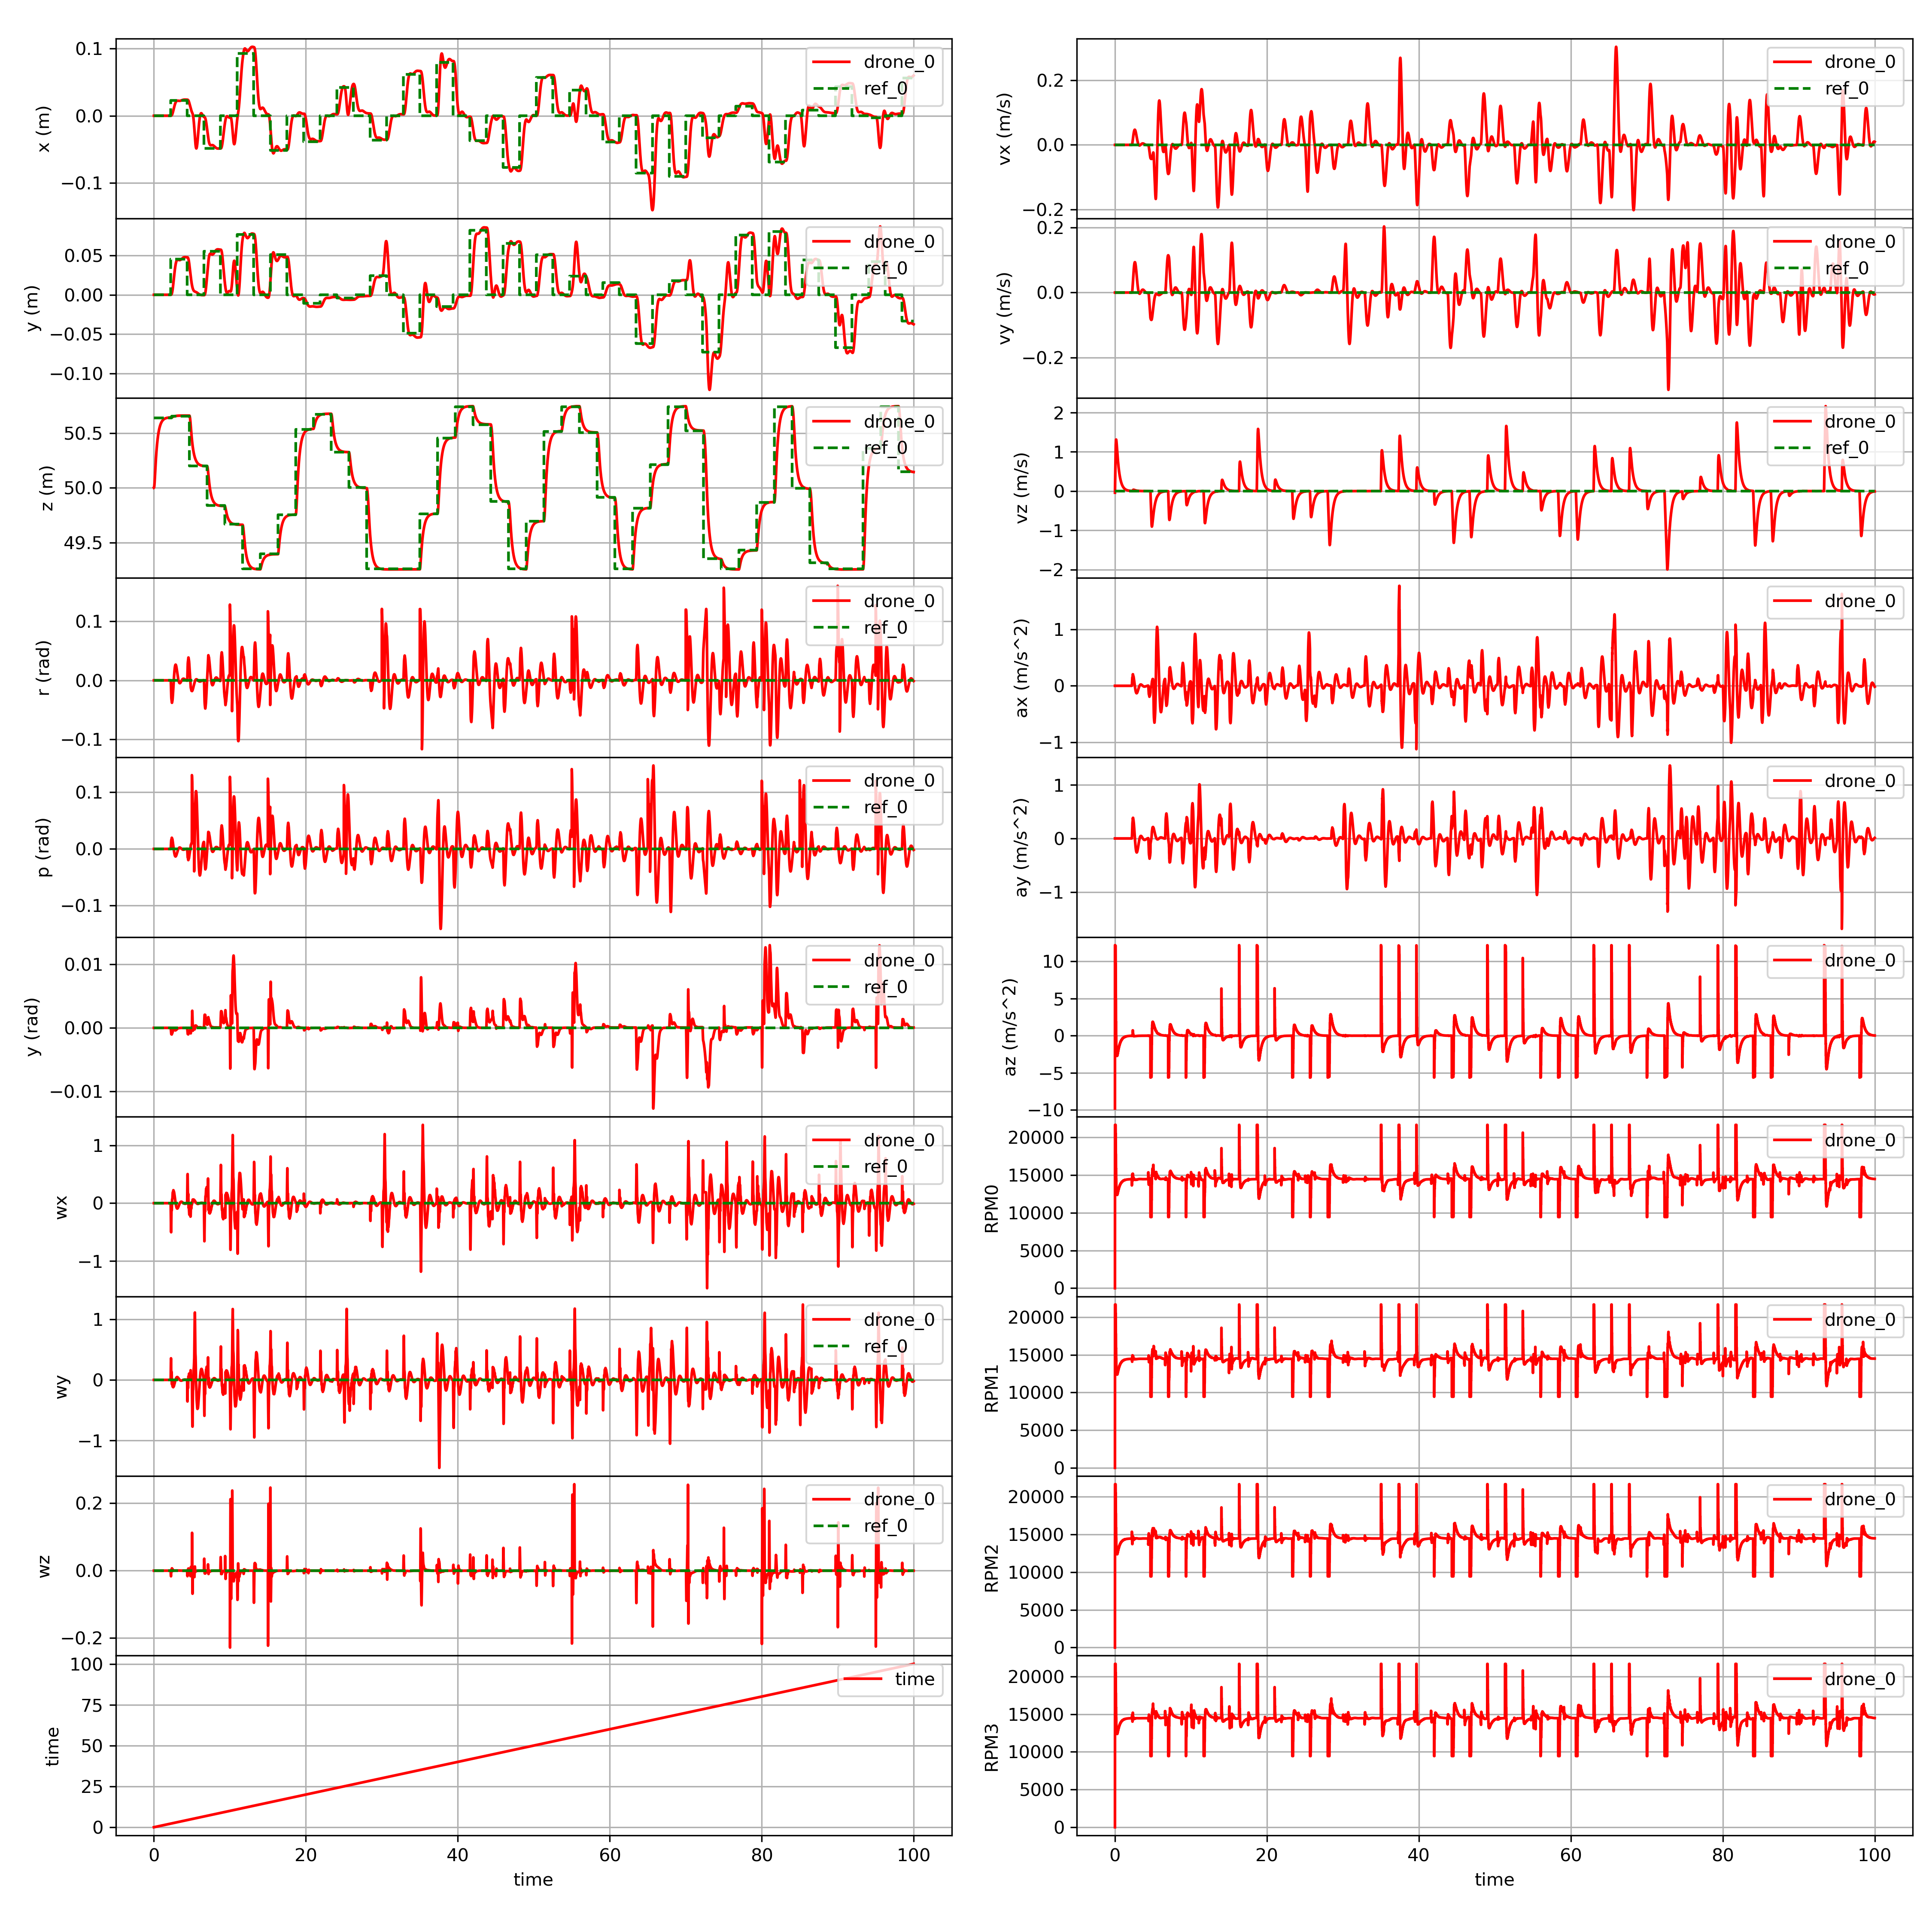 x (m)
0.1
0.0
−0.1
drone_0
ref_0
y (m)
0.05
0.00
−0.05
−0.10
drone_0
ref_0
z (m)
50.5
50.0
49.5
drone_0
ref_0
r (rad)
0.1
0.0
−0.1
drone_0
ref_0
p (rad)
0.1
0.0
−0.1
drone_0
ref_0
y (rad)
0.01
0.00
−0.01
drone_0
ref_0
wx
1
0
−1
drone_0
ref_0
wy
1
0
−1
drone_0
ref_0
wz
0.2
0.0
−0.2
drone_0
ref_0
time
100
75
50
25
0
time
0 20 40 60 80 100
time
vx (m/s)
0.2
0.0
−0.2
drone_0
ref_0
vy (m/s)
0.2
0.0
−0.2
drone_0
ref_0
vz (m/s)
2
1
0
−1
−2
drone_0
ref_0
ax (m/s^2)
1
0
−1
drone_0
ay (m/s^2)
1
0
−1
drone_0
az (m/s^2)
10
5
0
−5
−10
drone_0
RPM0
20000
15000
10000
5000
0
drone_0
RPM1
20000
15000
10000
5000
0
drone_0
RPM2
20000
15000
10000
5000
0
drone_0
RPM3
20000
15000
10000
5000
0
drone_0
0 20 40 60 80 100
time